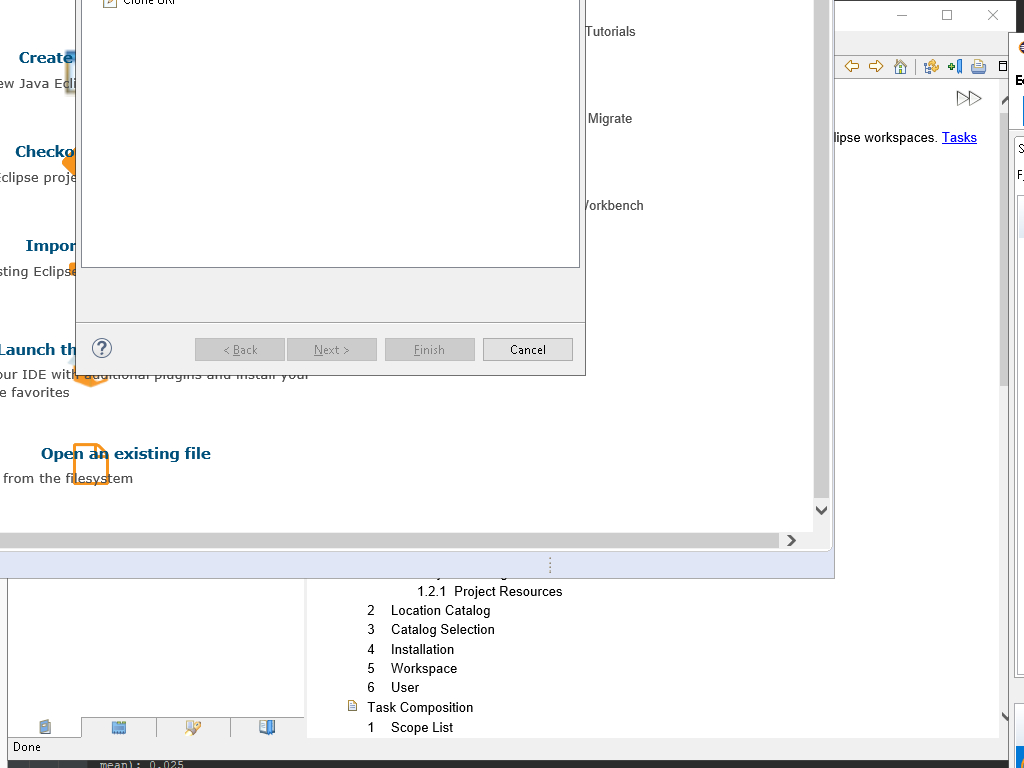 Clone URI
Create
ew Java Ecli
Checko
Eclipse proje
Impor
sting Eclipse
Launch th
our IDE with additional plugins and install your
e favorites
Open an existing file
from the filesystem
< Back
Next >
Finish
Cancel
Tutorials
Migrate
Workbench
lipse workspaces. Tasks
1.2.1 Project Resources
2 Location Catalog
3 Catalog Selection
4 Installation
5 Workspace
6 User
Task Composition
1 Scope List
Done
mean): 0.025